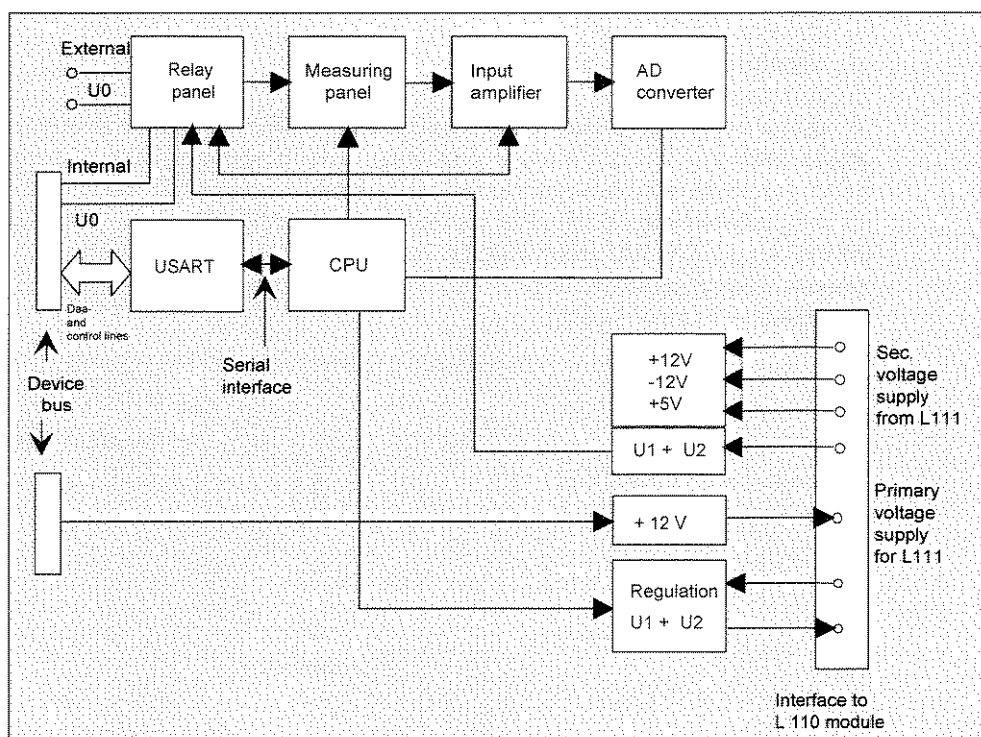 External
U0
Relay
panel
Measuring
panel
Input
amplifier
AD
converter
Internal
U0
USART
CPU
Daa
and
control lines
Serial
interface
Device
bus
+12V
-12V
+5V
U1 + U2
Sec.
voltage
supply
from L111
+ 12 V
Primary
voltage
supply
for L111
Regulation
U1 + U2
Interface to
L 110 module